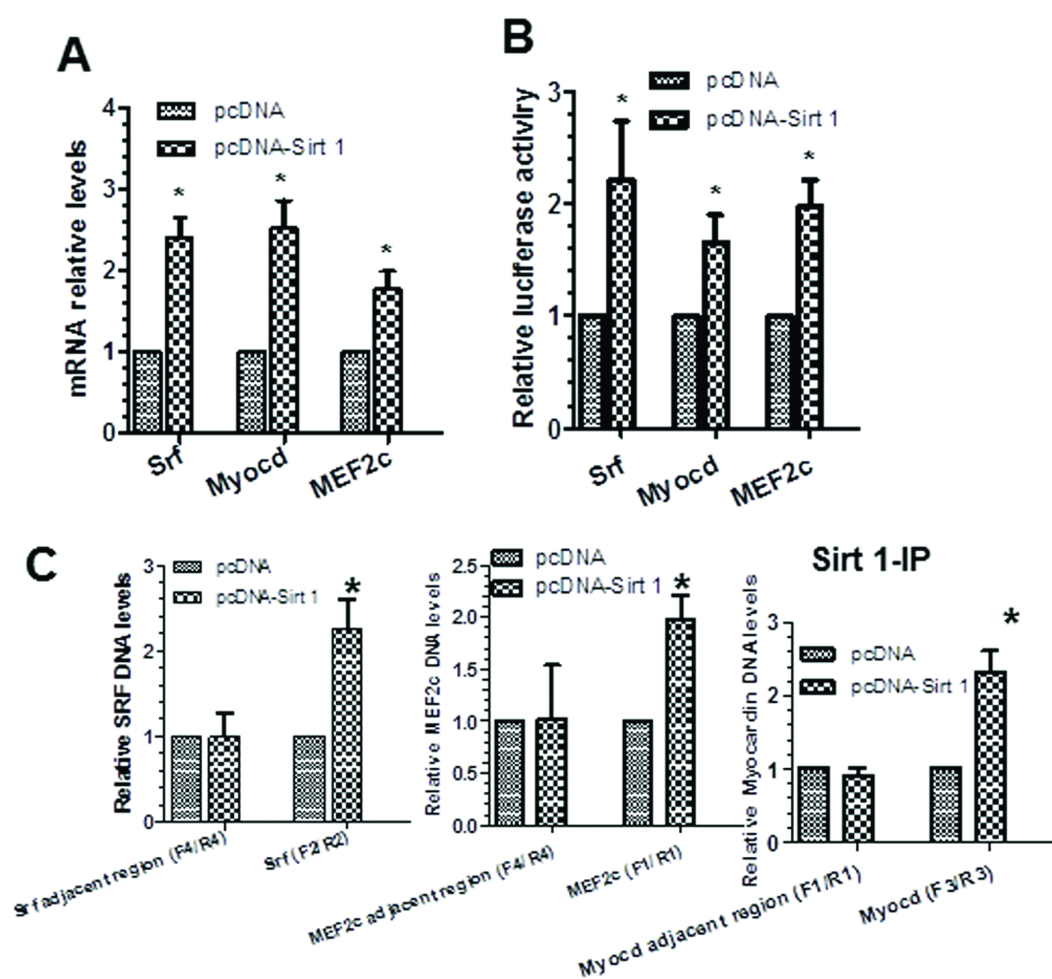 A
pcDNA
pcDNA-Sirt 1
mRNA relative levels
4
3
2
1
0
*
*
*
Srf
Myocd
MEF2c
B
pcDNA
pcDNA-Sirt 1
Relative luciferase activiry
3
2
1
0
*
*
*
Srf
Myocd
MEF2c
C
pcDNA
pcDNA-Sirt 1
Relative SRF DNA levels
3
2
1
0
*
Srf adjacent region (F4/R4)
Srf (F2/R2)
pcDNA
pcDNA-Sirt 1
Relative MEF2c DNA levels
2.5
2.0
1.5
1.0
0.5
0.0
*
MEF2c adjacent region (F4/R4)
MEF2c (F1/R1)
Sirt 1-IP
pcDNA
pcDNA-Sirt 1
Relative Myocardin DNA levels
3
2
1
0
*
Myocd adjacent region (F1/R1)
Myocd (F3/R3)